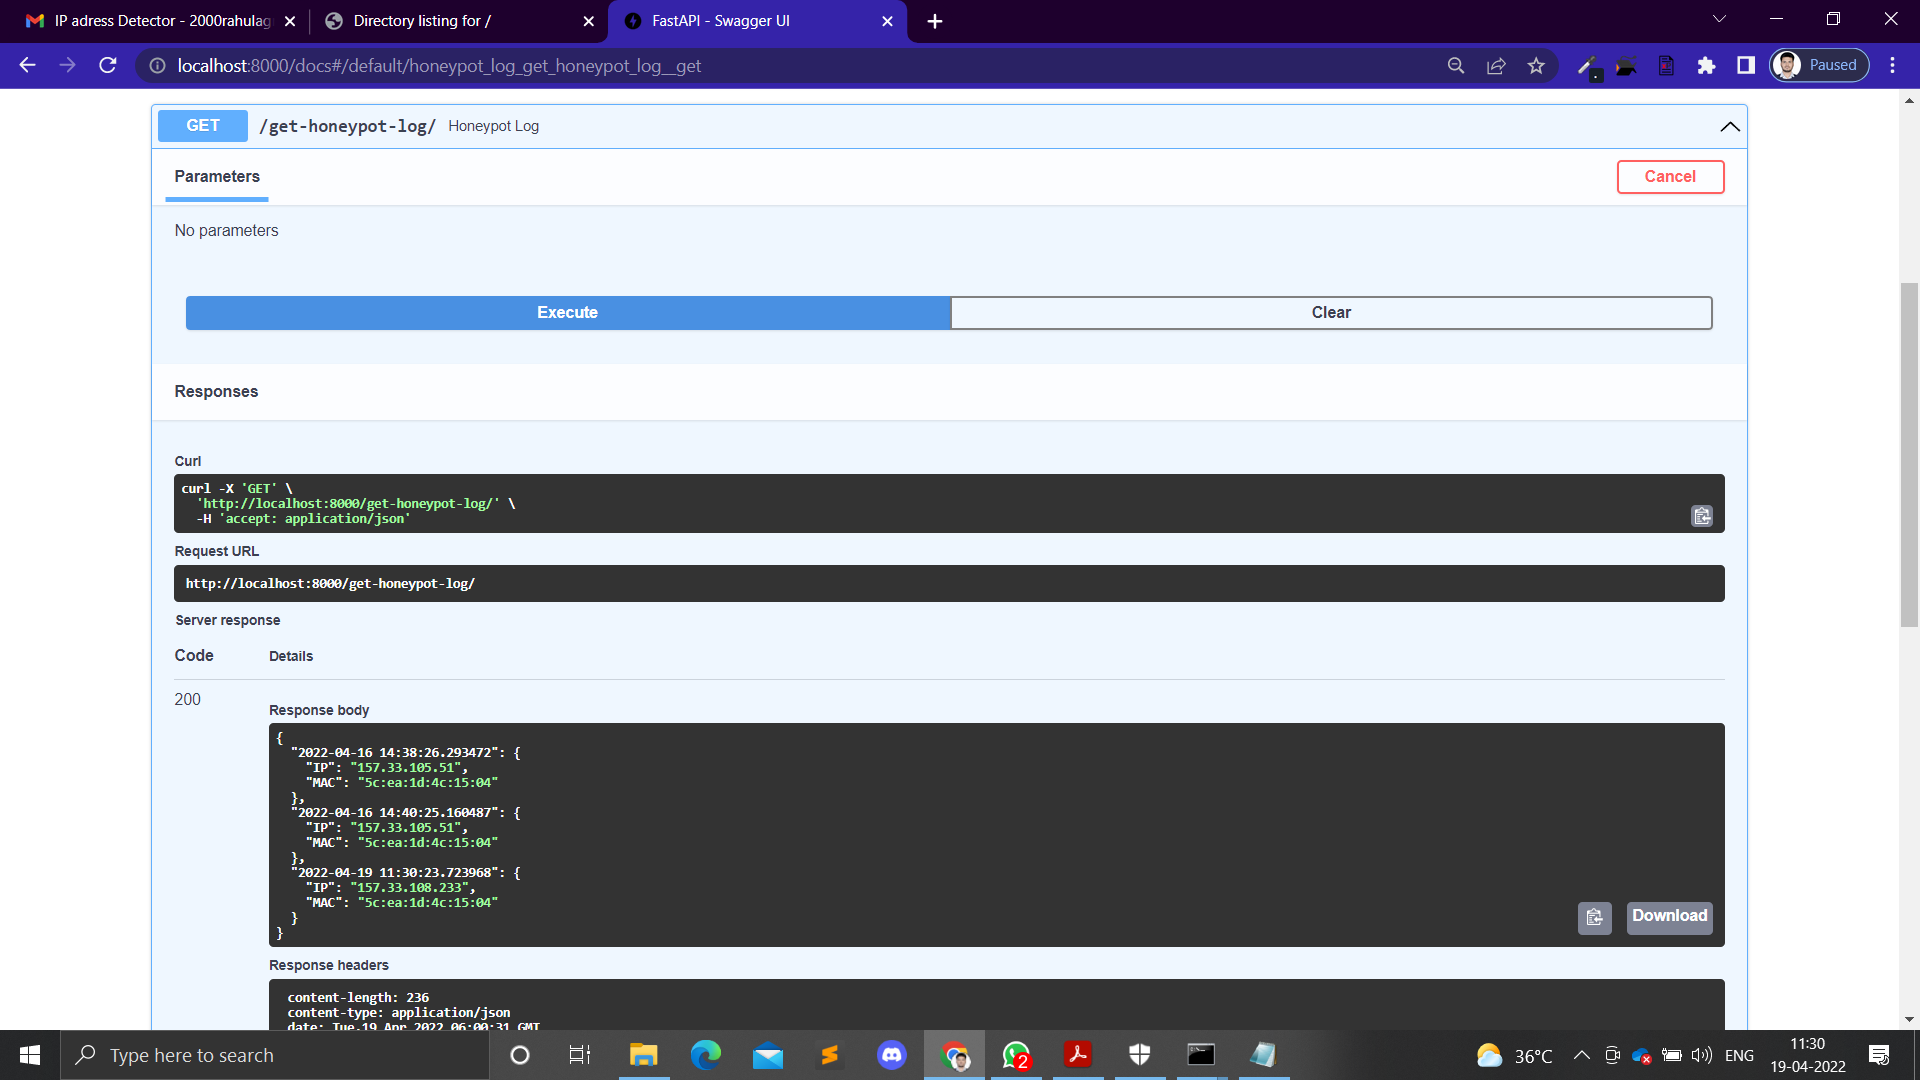 IP adress Detector - 2000rahulag
Directory listing for /
FastAPI - Swagger UI
localhost:8000/docs#/default/honeypot_log_get_honeypot_log__get
Paused
GET /get-honeypot-log/ Honeypot Log
Parameters
Cancel
No parameters
Execute
Clear
Responses
Curl
curl -X 'GET' \
'http://localhost:8000/get-honeypot-log/' \
-H 'accept: application/json'
Request URL
http://localhost:8000/get-honeypot-log/
Server response
Code Details
200
Response body
{
"2022-04-16 14:38:26.293472": {
"IP": "157.33.105.51",
"MAC": "5c:ea:1d:4c:15:04"
},
"2022-04-16 14:40:25.160487": {
"IP": "157.33.105.51",
"MAC": "5c:ea:1d:4c:15:04"
},
"2022-04-19 11:30:23.723968": {
"IP": "157.33.108.233",
"MAC": "5c:ea:1d:4c:15:04"
}
}
Download
Response headers
content-length: 236
content-type: application/json
date: Tue,19 Apr 2022 06:00:31 GMT
Type here to search
2
36°C
ENG
11:30
19-04-2022